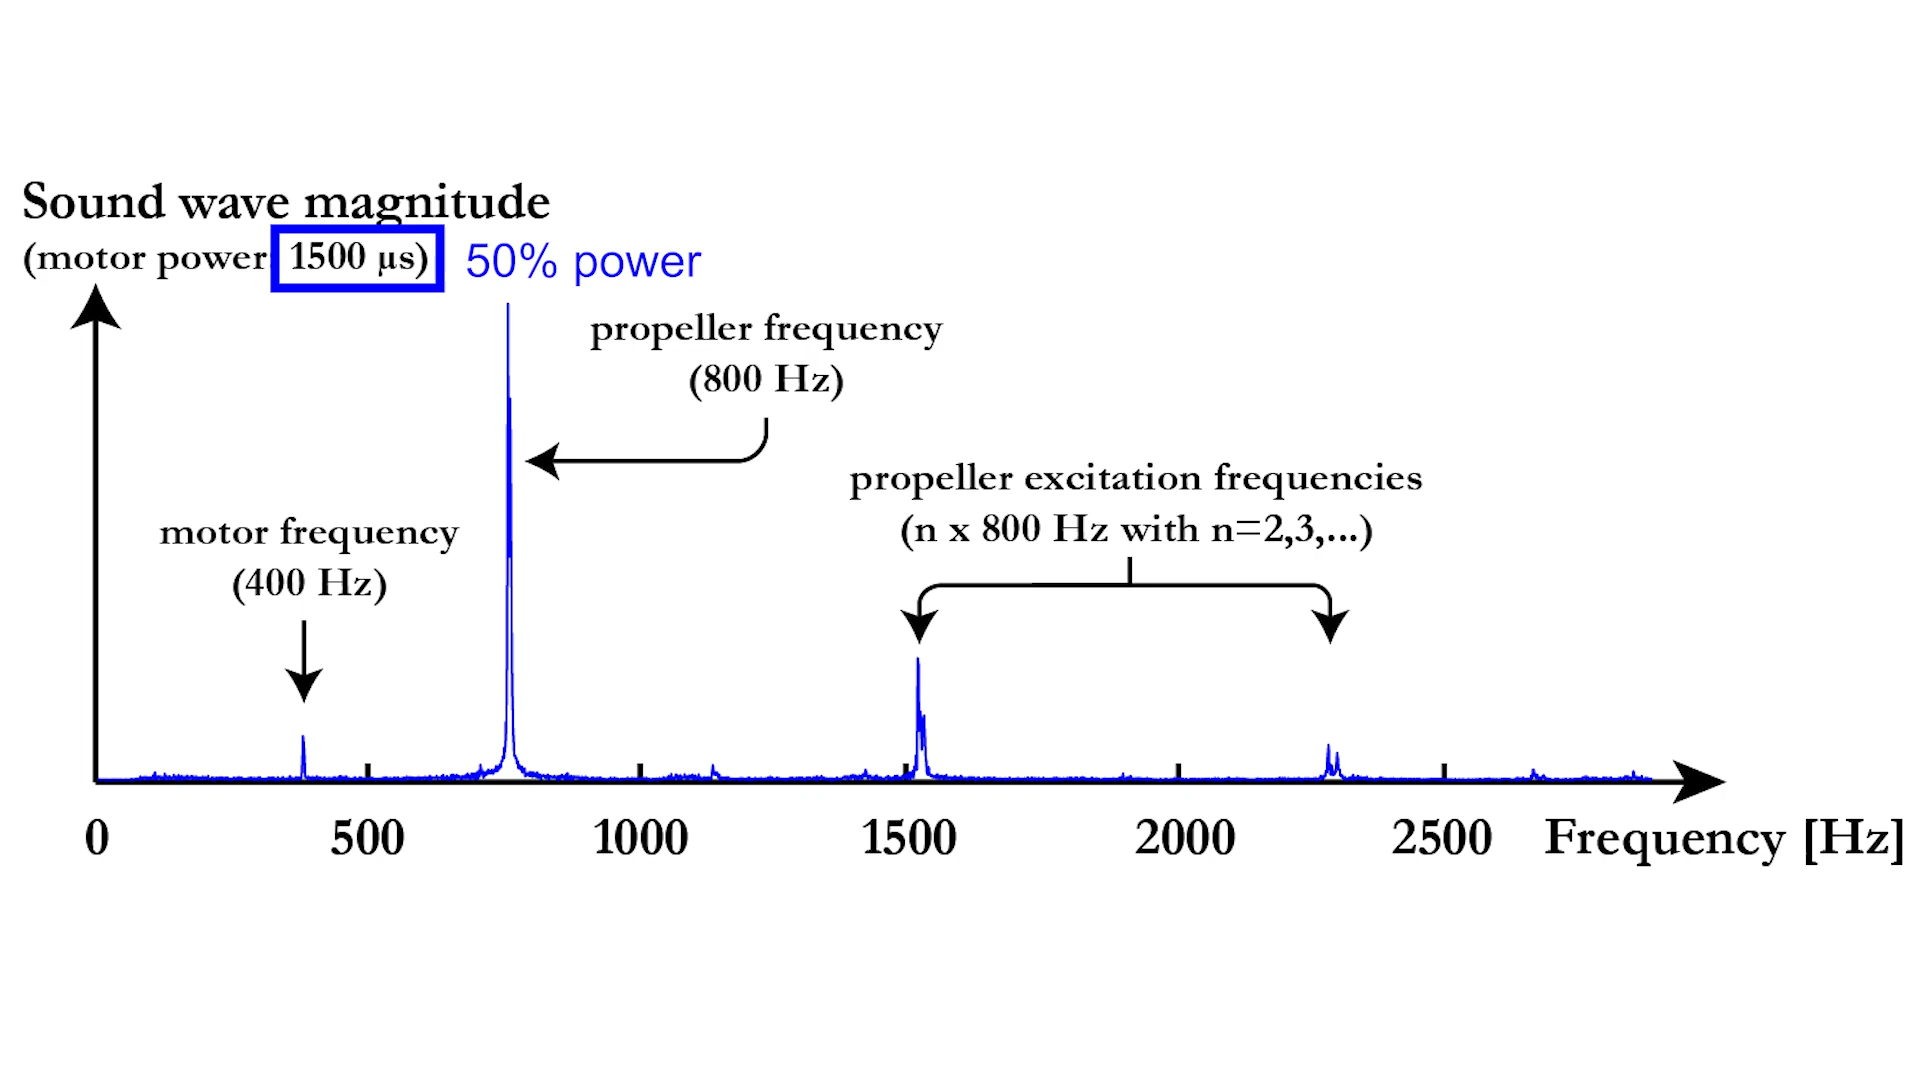 Sound wave magnitude
(motor power 1500 µs) 50% power
propeller frequency
(800 Hz)
propeller excitation frequencies
(n x 800 Hz with n=2,3,...)
motor frequency
(400 Hz)
0 500 1000 1500 2000 2500 Frequency [Hz]